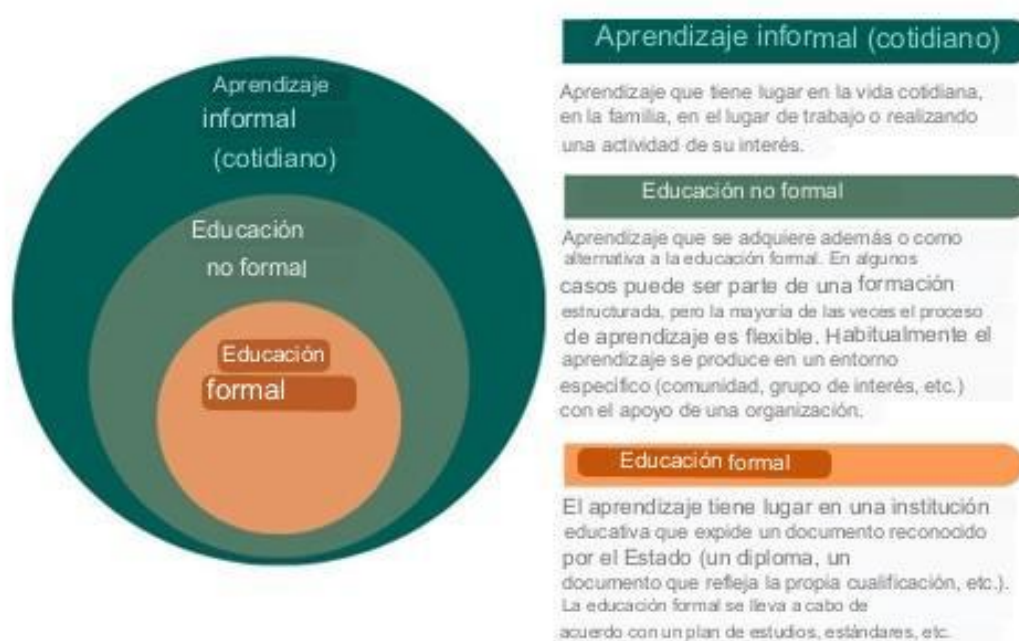 Aprendizaje
informal
(cotidiano)
Educación
no formal
Educación
formal
Aprendizaje informal (cotidiano)
Aprendizaje que tiene lugar en la vida cotidiana,
en la familia, en el lugar de trabajo o realizando
una actividad de su interés.
Educación no formal
Aprendizaje que se adquiere además o como
alternativa a la educación formal. En algunos
casos puede ser parte de una formación
estructurada, pero la mayoría de las veces el proceso
de aprendizaje es flexible. Habitualmente el
aprendizaje se produce en un entorno
específico (comunidad, grupo de interés, etc.)
con el apoyo de una organización.
Educación formal
El aprendizaje tiene lugar en una institución
educativa que expide un documento reconocido
por el Estado (un diploma, un
documento que refleja la propia cualificación, etc.).
La educación formal se lleva a cabo de
acuerdo con un plan de estudios, estándares, etc.